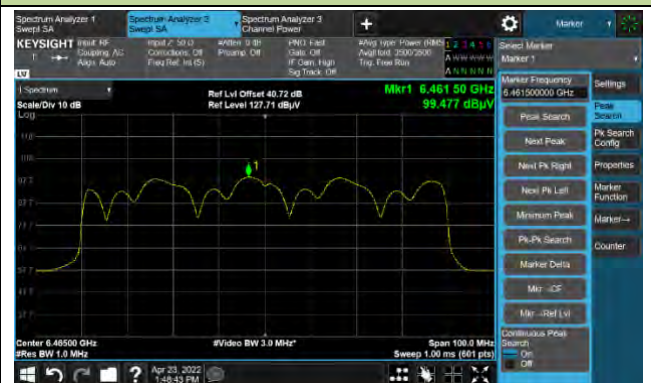 Spectrum Analyzer 1
Swept SA
Spectrum Analyzer 2
Swept SA
Spectrum Analyzer 3
Channel Power
Marker
KEYSIGHT
Input: RF
Coupling: AC
Align: Auto
Input Z: 50 Ω
Corrections: Off
Freq Ref: Int (S)
#Atten: 0 dB
Preamp: Off
PNO: Fast
Gate: Off
IF Gain: High
Sig Track: Off
#Avg Type: Power (RMS)
Avg|Hold: 2500/2500
Trig: Free Run
1 2 3 4 5 6
A W W W W W
A N N N N N
LV
1 Spectrum
Scale/Div 10 dB
Log
Ref Lvl Offset 40.72 dB
Ref Level 127.71 dBµV
Mkr1 6.461 50 GHz
99.477 dBµV
1
Center 6.46500 GHz
#Res BW 1.0 MHz
#Video BW 3.0 MHz*
Span 100.0 MHz
Sweep 1.00 ms (601 pts)
Select Marker
Marker 1
Marker Frequency
6.461500000 GHz
Peak Search
Next Peak
Next Pk Right
Next Pk Left
Minimum Peak
Pk-Pk Search
Marker Delta
Mkr→CF
Mkr→Ref Lvl
Continuous Peak
Search
On
Off
Settings
Peak
Search
Pk Search
Config
Properties
Marker
Function
Marker→
Counter
?
Apr 23, 2022
1:48:43 PM